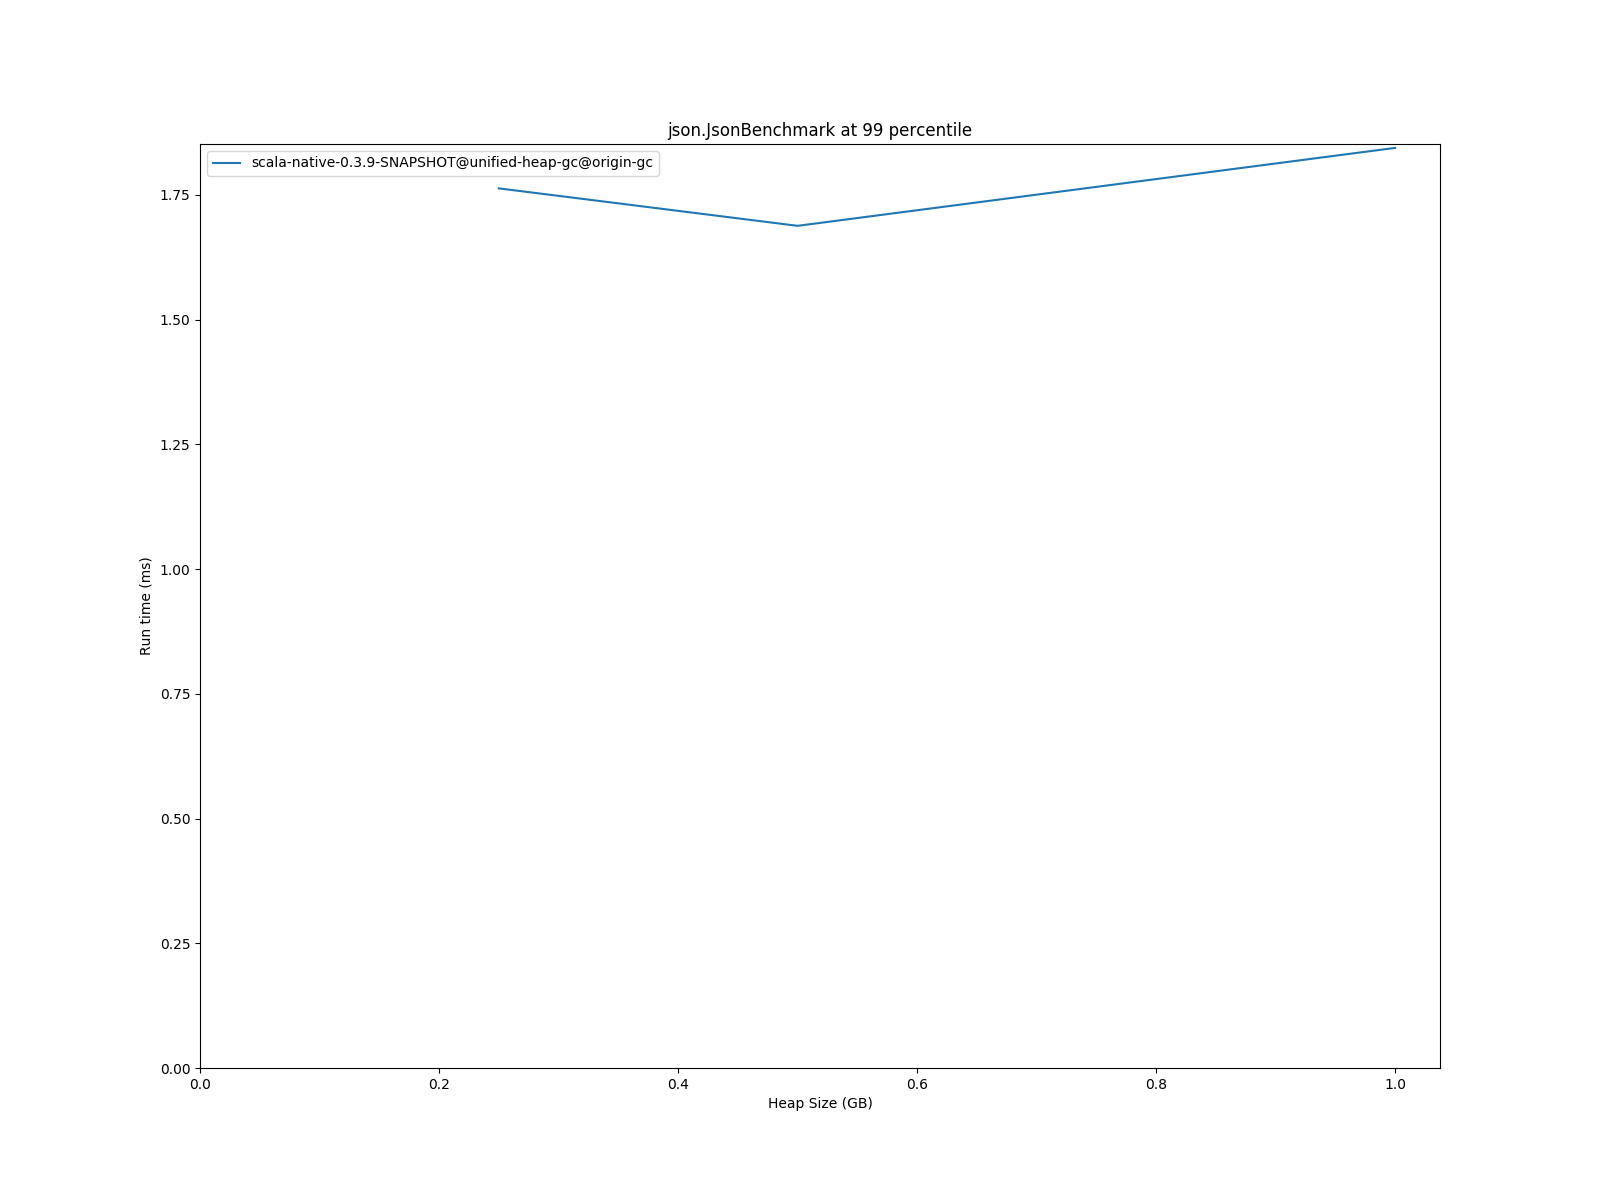 json.JsonBenchmark at 99 percentile
scala-native-0.3.9-SNAPSHOT@unified-heap-gc@origin-gc
1.75
1.50
1.25
1.00
0.75
0.50
0.25
0.00
Run time (ms)
0.0 0.2 0.4 0.6 0.8 1.0
Heap Size (GB)